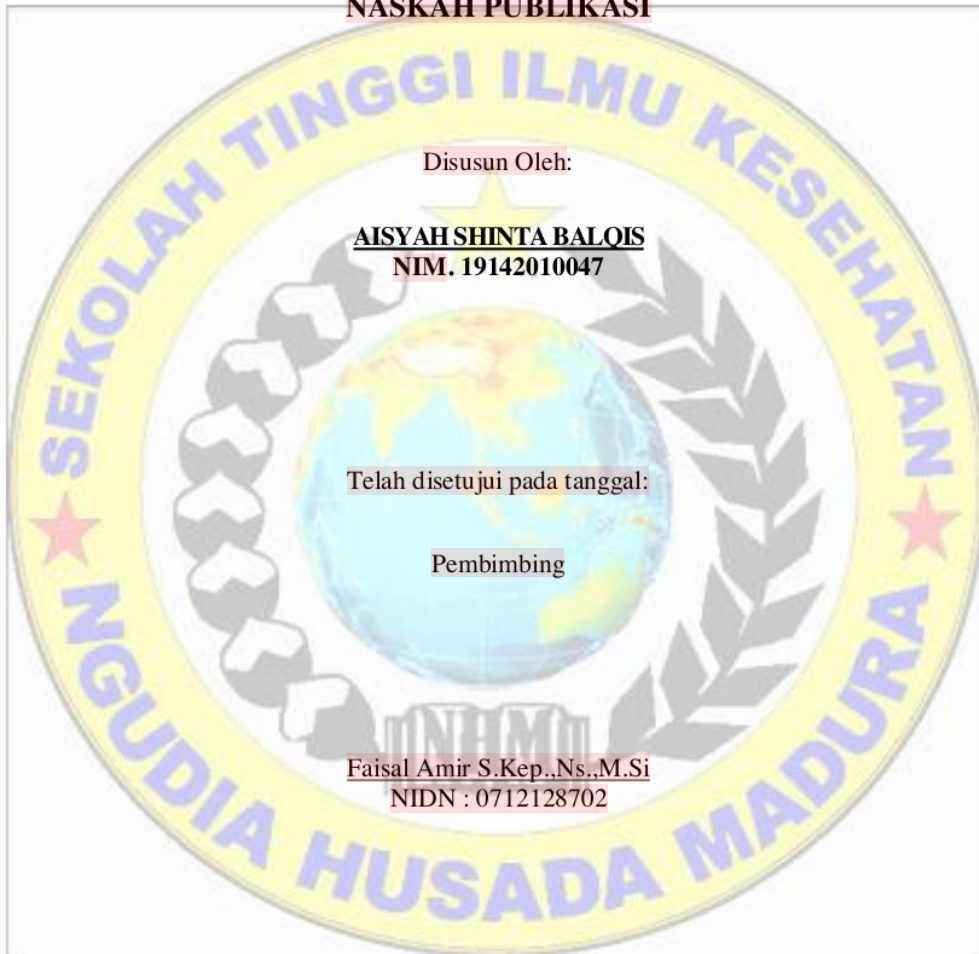 NASKAH PUBLIKASI
SEKOLAH TINGGI ILMU KESEHATAN
Disusun Oleh:
AISYAH SHINTA BALQIS
NIM. 19142010047
Telah disetujui pada tanggal:
Pembimbing
NHM
Faisal Amir S.Kep.,Ns.,M.Si
NIDN : 0712128702
NGUDIA HUSADA MADURA